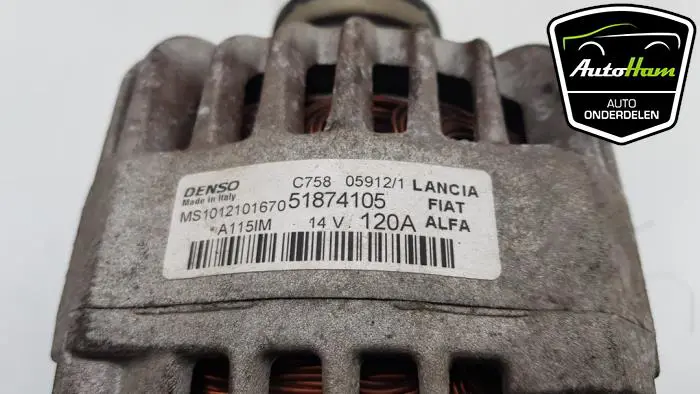 DENSO C758 05912/1 LANCIA
Made in Italy
MS1012101670 51874105 FIAT
*A115IM 14 V 120A ALFA
AutoHam
AUTO
ONDERDELEN